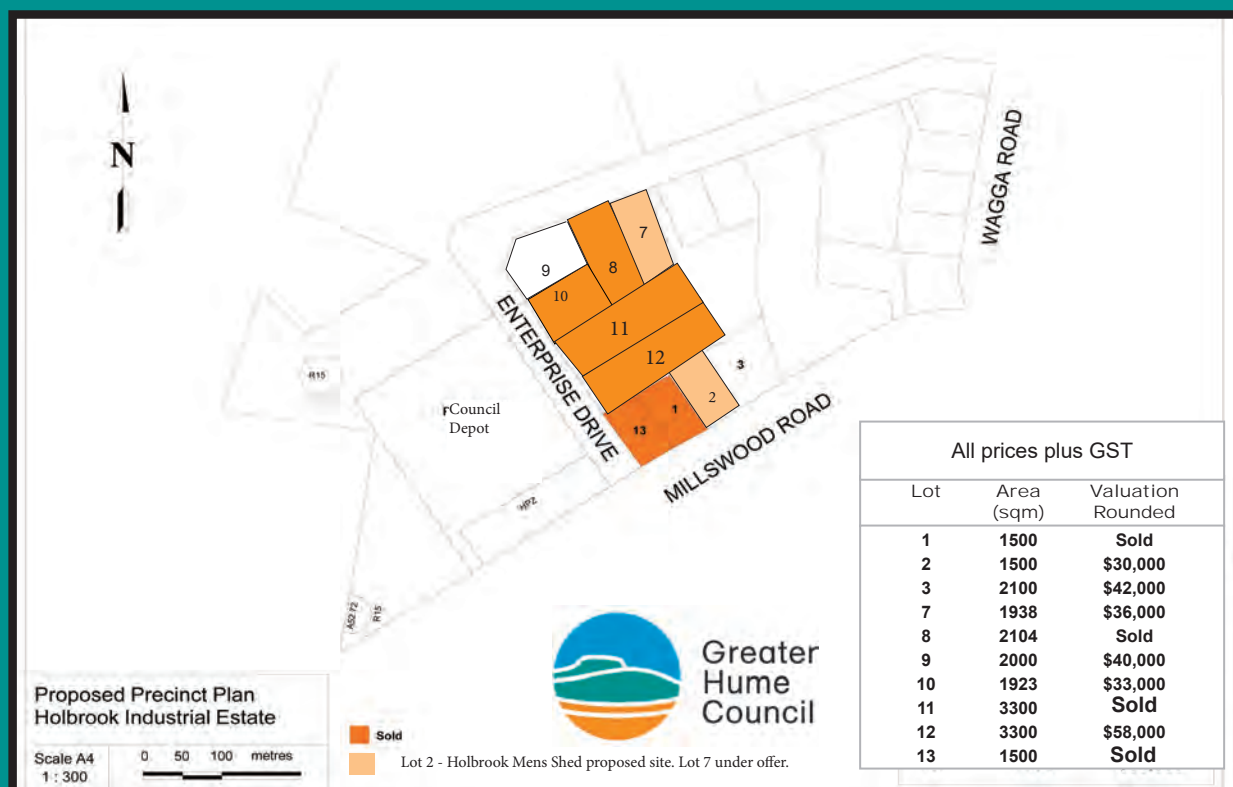 N
WAGGA ROAD
7
9
8
10
ENTERPRISE DRIVE
11
12
3
R15
Council
Depot
2
1
13
MILLSWOOD ROAD
HPZ
R15
All prices plus GST
Lot Area (sqm) Valuation Rounded
1 1500 Sold
2 1500 $30,000
3 2100 $42,000
7 1938 $36,000
8 2104 Sold
9 2000 $40,000
10 1923 $33,000
11 3300 Sold
12 3300 $58,000
13 1500 Sold
Greater
Hume
Council
Proposed Precinct Plan
Holbrook Industrial Estate
Scale A4
1 : 300
0 50 100 metres
Sold
Lot 2 - Holbrook Mens Shed proposed site. Lot 7 under offer.